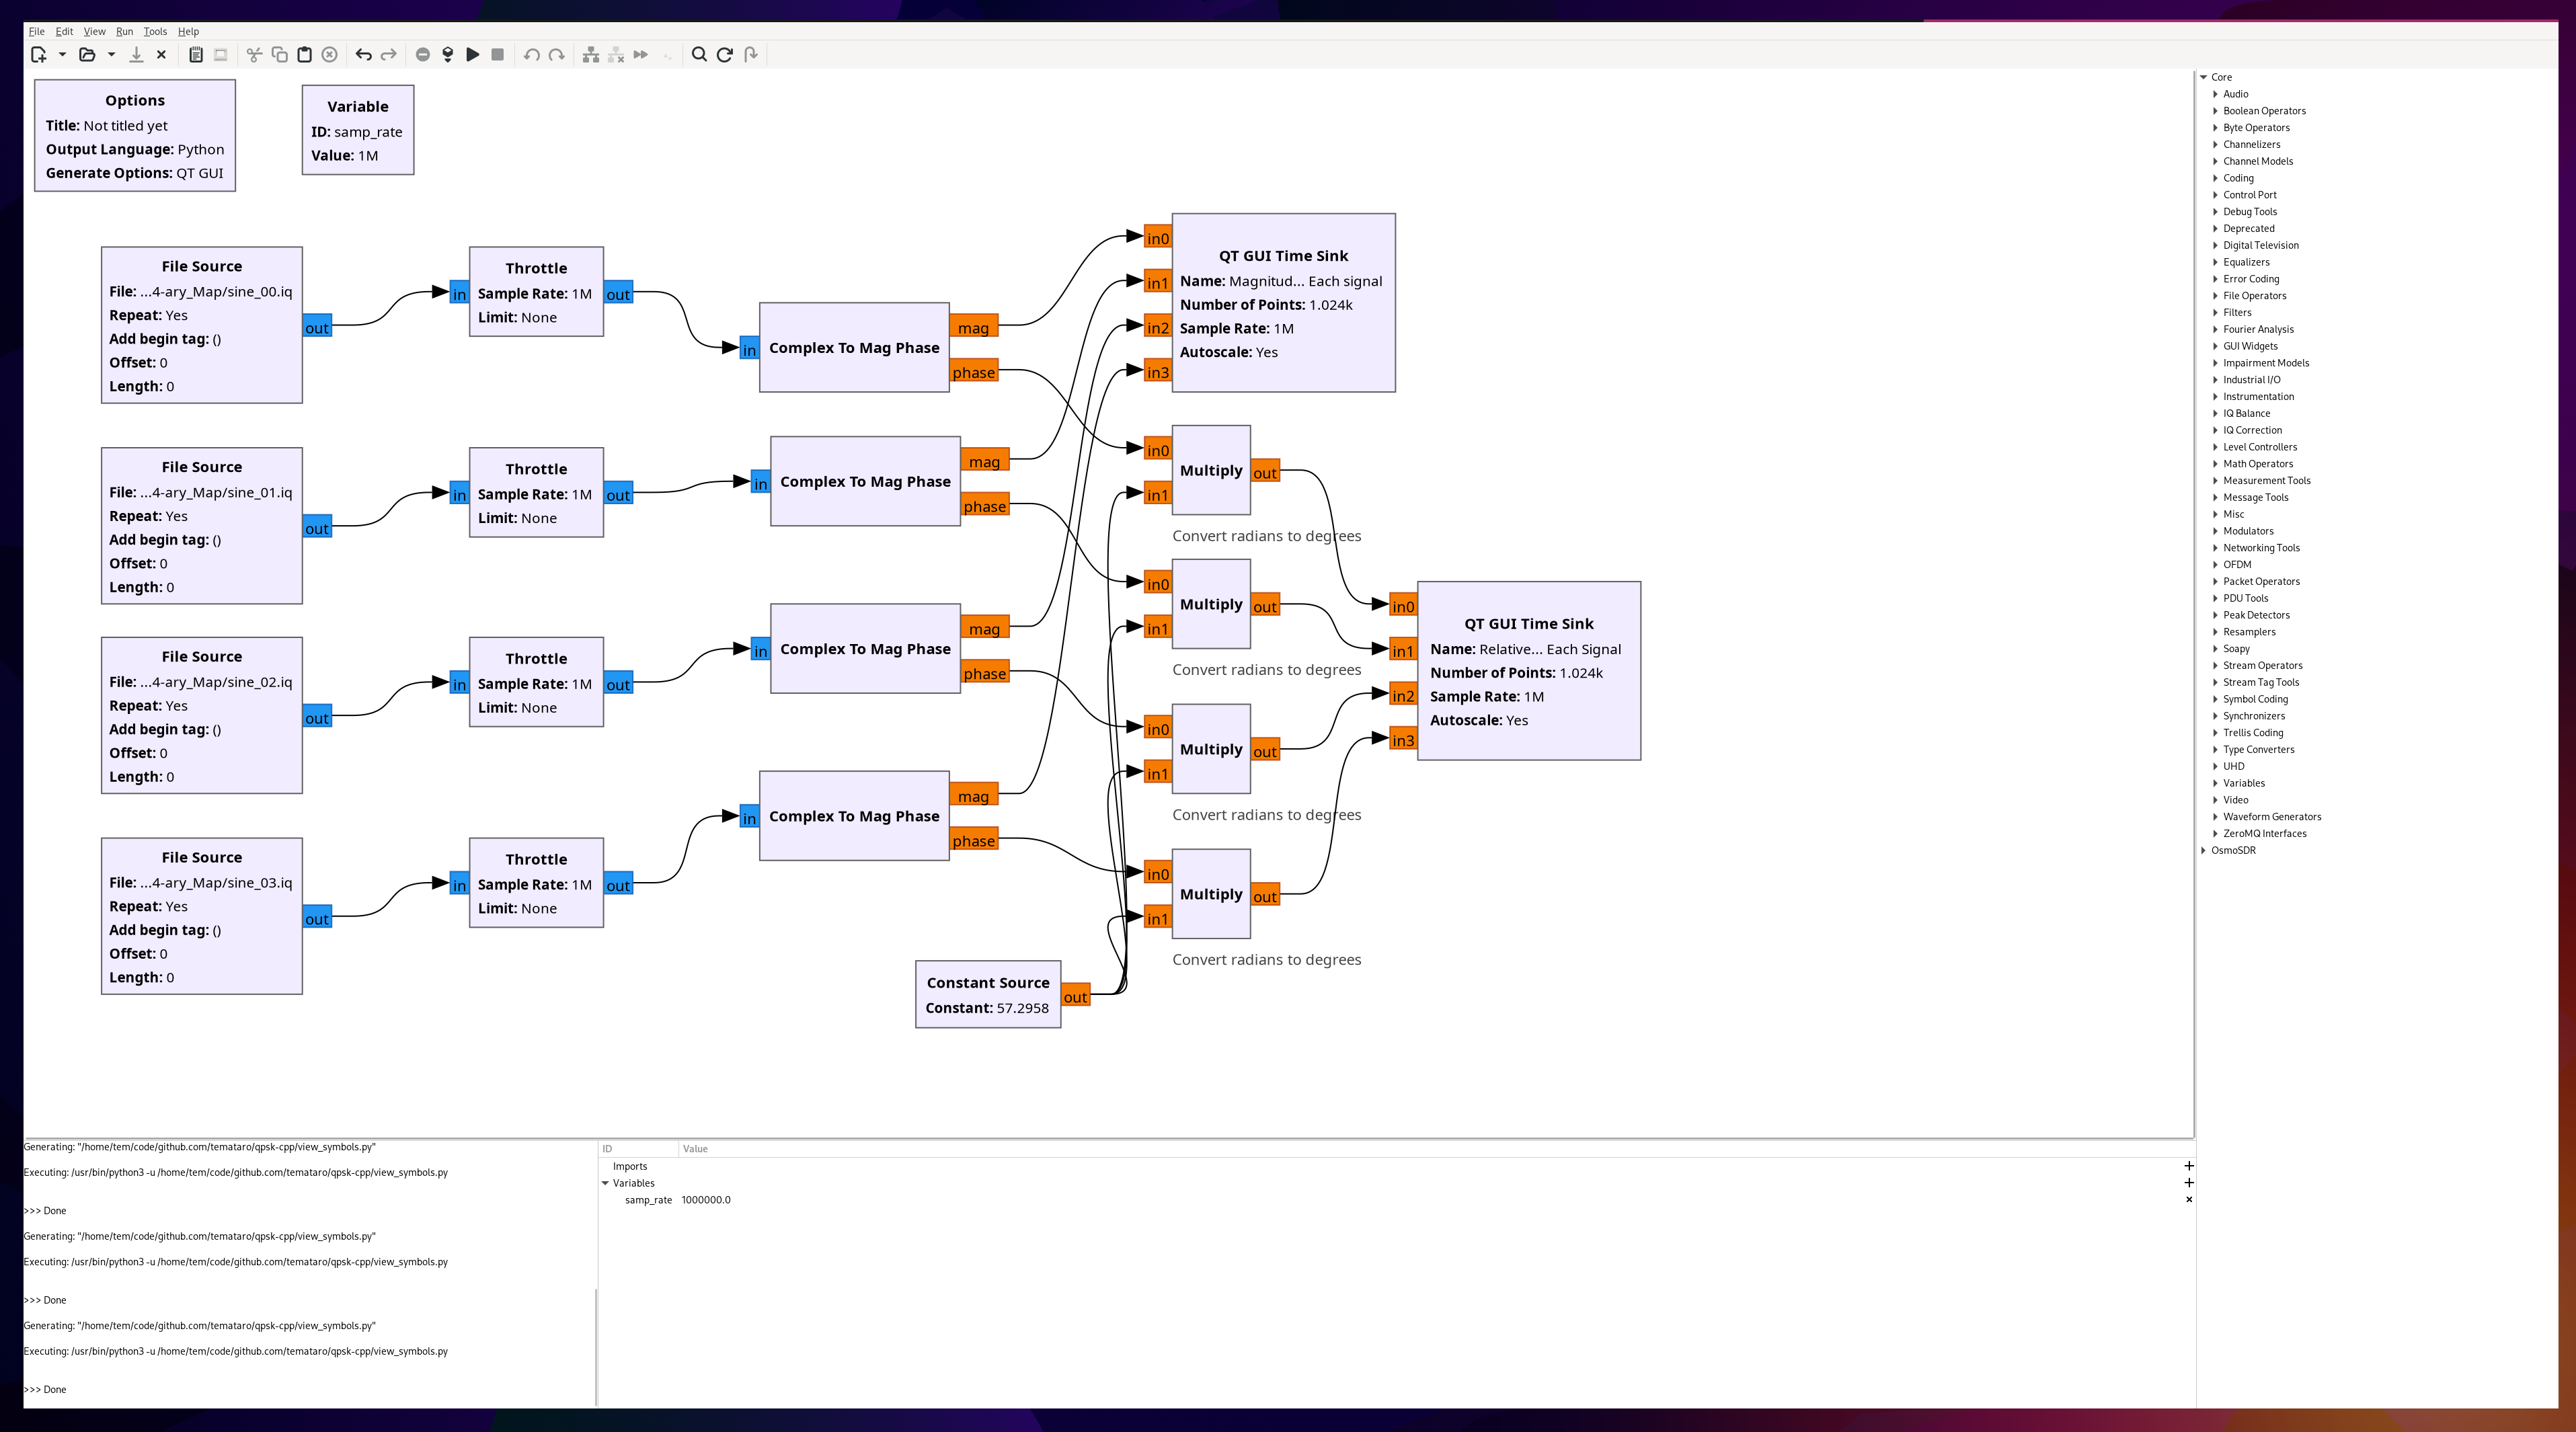 File Edit View Run Tools Help
Options
Title: Not titled yet
Output Language: Python
Generate Options: QT GUI
Variable
ID: samp_rate
Value: 1M
File Source
File: ...4-ary_Map/sine_00.iq
Repeat: Yes
Add begin tag: ()
Offset: 0
Length: 0
out
in
Throttle
Sample Rate: 1M
Limit: None
out
in
Complex To Mag Phase
mag
phase
in0
in1
in2
in3
QT GUI Time Sink
Name: Magnitud... Each signal
Number of Points: 1.024k
Sample Rate: 1M
Autoscale: Yes
File Source
File: ...4-ary_Map/sine_01.iq
Repeat: Yes
Add begin tag: ()
Offset: 0
Length: 0
out
in
Throttle
Sample Rate: 1M
Limit: None
out
in
Complex To Mag Phase
mag
phase
in0
in1
Multiply
out
Convert radians to degrees
in0
in1
Multiply
out
Convert radians to degrees
File Source
File: ...4-ary_Map/sine_02.iq
Repeat: Yes
Add begin tag: ()
Offset: 0
Length: 0
out
in
Throttle
Sample Rate: 1M
Limit: None
out
in
Complex To Mag Phase
mag
phase
in0
in1
Multiply
out
Convert radians to degrees
in0
in1
in2
in3
QT GUI Time Sink
Name: Relative... Each Signal
Number of Points: 1.024k
Sample Rate: 1M
Autoscale: Yes
File Source
File: ...4-ary_Map/sine_03.iq
Repeat: Yes
Add begin tag: ()
Offset: 0
Length: 0
out
in
Throttle
Sample Rate: 1M
Limit: None
out
in
Complex To Mag Phase
mag
phase
in0
in1
Multiply
out
Convert radians to degrees
Constant Source
Constant: 57.2958
out
Core
Audio
Boolean Operators
Byte Operators
Channelizers
Channel Models
Coding
Control Port
Debug Tools
Deprecated
Digital Television
Equalizers
Error Coding
File Operators
Filters
Fourier Analysis
GUI Widgets
Impairment Models
Industrial I/O
Instrumentation
IQ Balance
IQ Correction
Level Controllers
Math Operators
Measurement Tools
Message Tools
Misc
Modulators
Networking Tools
OFDM
Packet Operators
PDU Tools
Peak Detectors
Resamplers
Soapy
Stream Operators
Stream Tag Tools
Symbol Coding
Synchronizers
Trellis Coding
Type Converters
UHD
Variables
Video
Waveform Generators
ZeroMQ Interfaces
OsmoSDR
Generating: "/home/tem/code/github.com/temataro/qpsk-cpp/view_symbols.py"
Executing: /usr/bin/python3 -u /home/tem/code/github.com/temataro/qpsk-cpp/view_symbols.py
>>> Done
Generating: "/home/tem/code/github.com/temataro/qpsk-cpp/view_symbols.py"
Executing: /usr/bin/python3 -u /home/tem/code/github.com/temataro/qpsk-cpp/view_symbols.py
>>> Done
Generating: "/home/tem/code/github.com/temataro/qpsk-cpp/view_symbols.py"
Executing: /usr/bin/python3 -u /home/tem/code/github.com/temataro/qpsk-cpp/view_symbols.py
>>> Done
ID Value
Imports
Variables
samp_rate 1000000.0